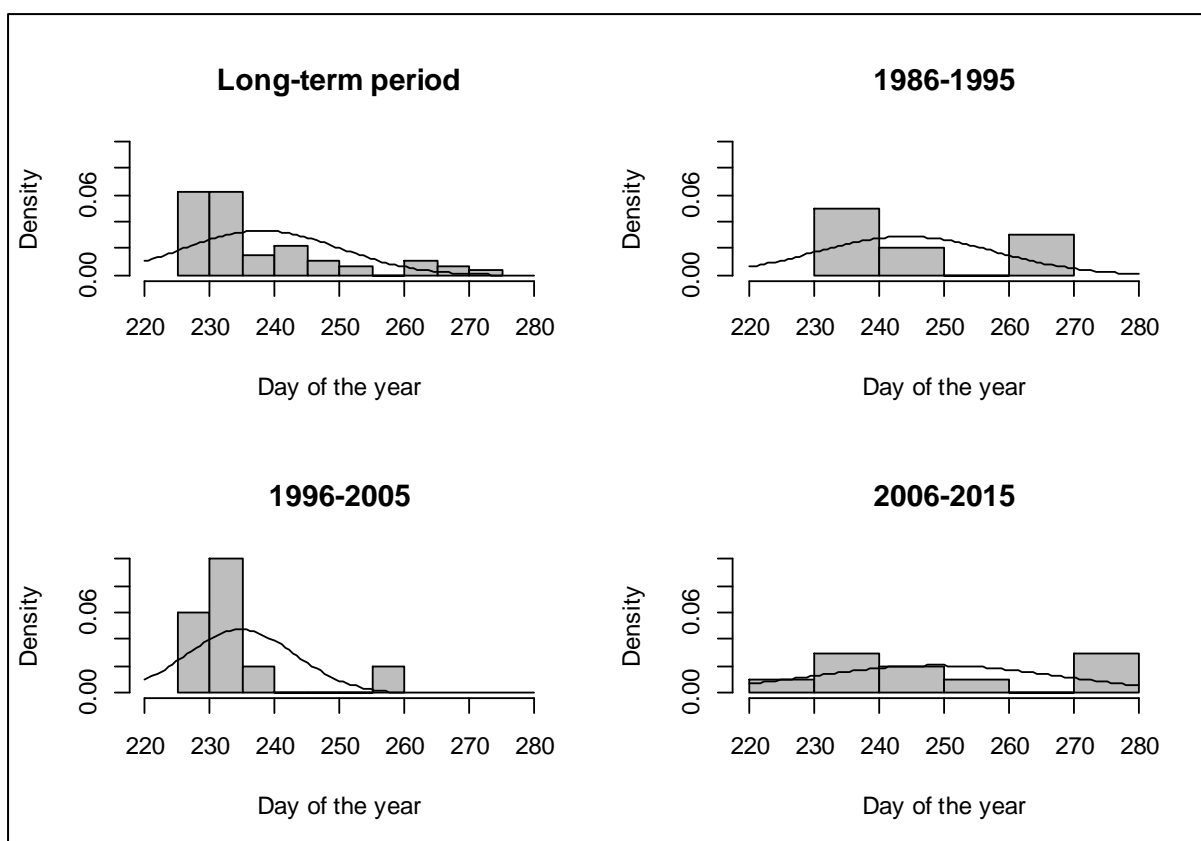 Long-term period
Density
0.00 0.06
220 230 240 250 260 270 280
Day of the year
1986-1995
Density
0.00 0.06
220 230 240 250 260 270 280
Day of the year
1996-2005
Density
0.00 0.06
220 230 240 250 260 270 280
Day of the year
2006-2015
Density
0.00 0.06
220 230 240 250 260 270 280
Day of the year